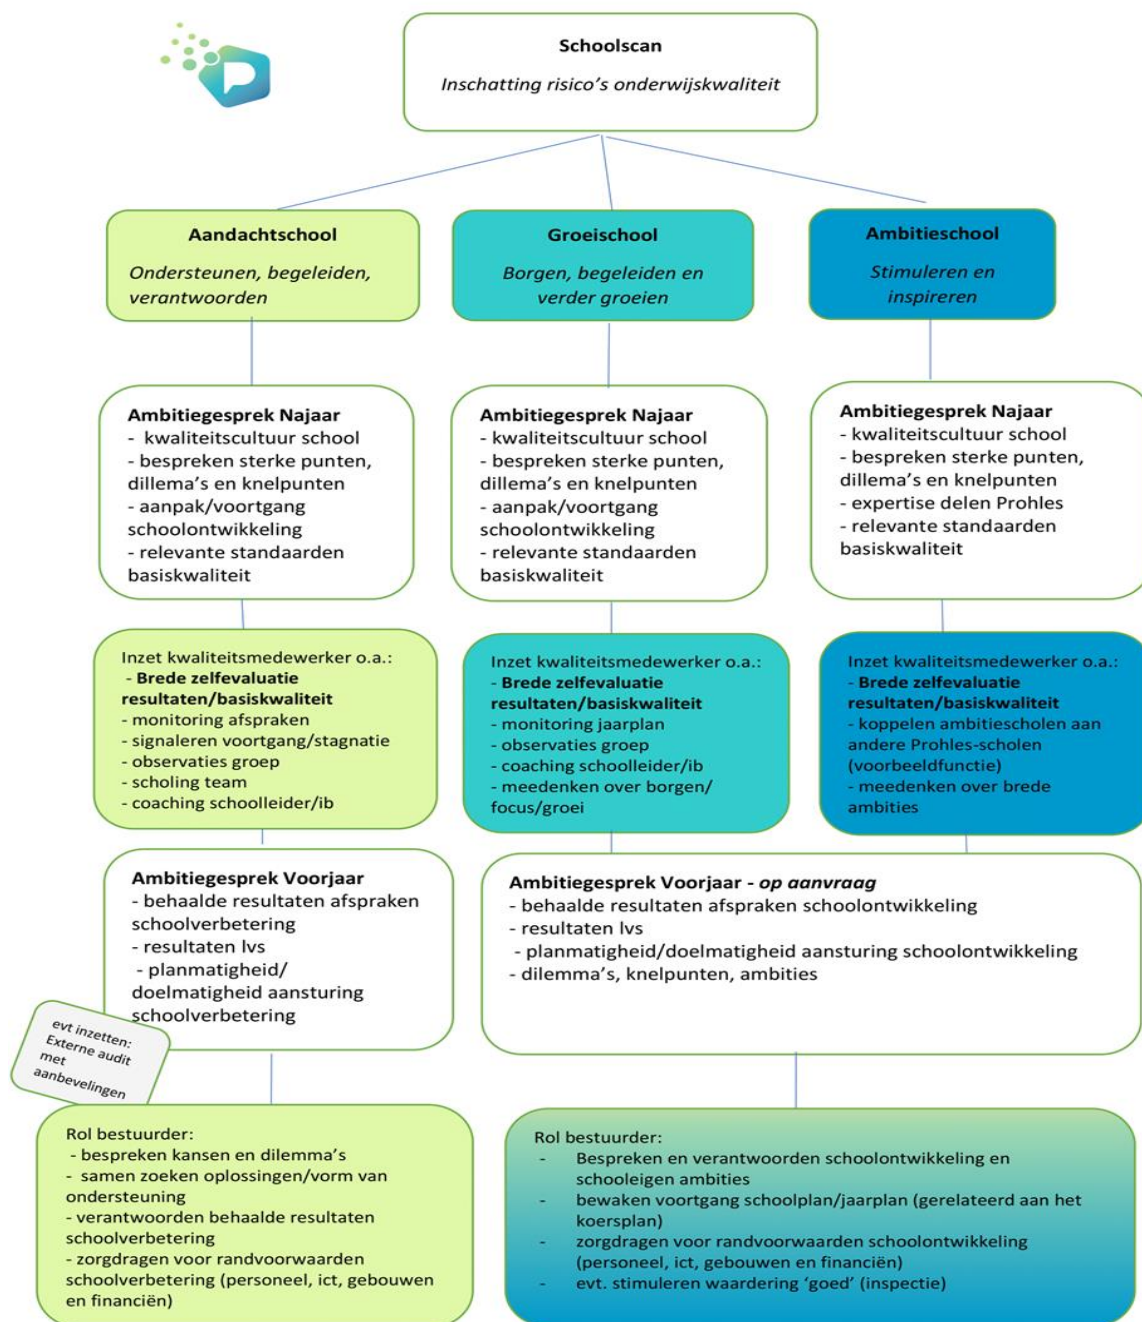 Schoolscan
Inschatting risico's onderwijskwaliteit
Aandachtschool
Ondersteunen, begeleiden,
verantwoorden
Groeischool
Borgen, begeleiden en
verder groeien
Ambitieschool
Stimuleren en
inspireren
Ambitiegesprek Najaar
- kwaliteitscultuur school
- bespreken sterke punten,
dillema's en knelpunten
- aanpak/voortgang
schoolontwikkeling
- relevante standaarden
basiskwaliteit
Ambitiegesprek Najaar
- kwaliteitscultuur school
- bespreken sterke punten,
dillema's en knelpunten
- aanpak/voortgang
schoolontwikkeling
- relevante standaarden
basiskwaliteit
Ambitiegesprek Najaar
- kwaliteitscultuur school
- bespreken sterke punten,
dillema's en knelpunten
- expertise delen Prohles
- relevante standaarden
basiskwaliteit
Inzet kwaliteitsmedewerker o.a.:
- Brede zelfevaluatie
resultaten/basiskwaliteit
- monitoring afspraken
- signaleren voortgang/stagnatie
- observaties groep
- scholing team
- coaching schoolleider/ib
Inzet kwaliteitsmedewerker o.a.:
- Brede zelfevaluatie
resultaten/basiskwaliteit
- monitoring jaarplan
- observaties groep
- coaching schoolleider/ib
- meedenken over borgen/
focus/groei
Inzet kwaliteitsmedewerker o.a.:
- Brede zelfevaluatie
resultaten/basiskwaliteit
- koppelen ambitiescholen aan
andere Prohles-scholen
(voorbeeldfunctie)
- meedenken over brede
ambities
Ambitiegesprek Voorjaar
- behaalde resultaten afspraken
schoolverbetering
- resultaten lvs
- planmatigheid/
doelmatigheid aansturing
schoolverbetering
Ambitiegesprek Voorjaar - op aanvraag
- behaalde resultaten afspraken schoolontwikkeling
- resultaten lvs
- planmatigheid/doelmatigheid aansturing schoolontwikkeling
- dilemma's, knelpunten, ambities
evt inzetten:
Externe audit
met
aanbevelingen
Rol bestuurder:
- bespreken kansen en dilemma's
- samen zoeken oplossingen/vorm van
ondersteuning
- verantwoorden behaalde resultaten
schoolverbetering
- zorgdragen voor randvoorwaarden
schoolverbetering (personeel, ict, gebouwen
en financiën)
Rol bestuurder:
- Bespreken en verantwoorden schoolontwikkeling en
schooleigen ambities
- bewaken voortgang schoolplan/jaarplan (gerelateerd aan het
koersplan)
- zorgdragen voor randvoorwaarden schoolontwikkeling
(personeel, ict, gebouwen en financiën)
- evt. stimuleren waardering 'goed' (inspectie)